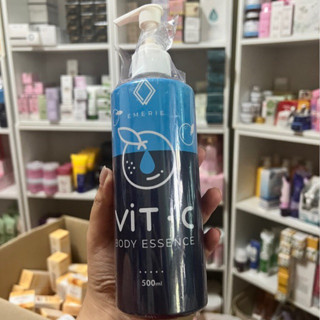 EMERIE
ViT +C
BODY ESSENCE
500ml